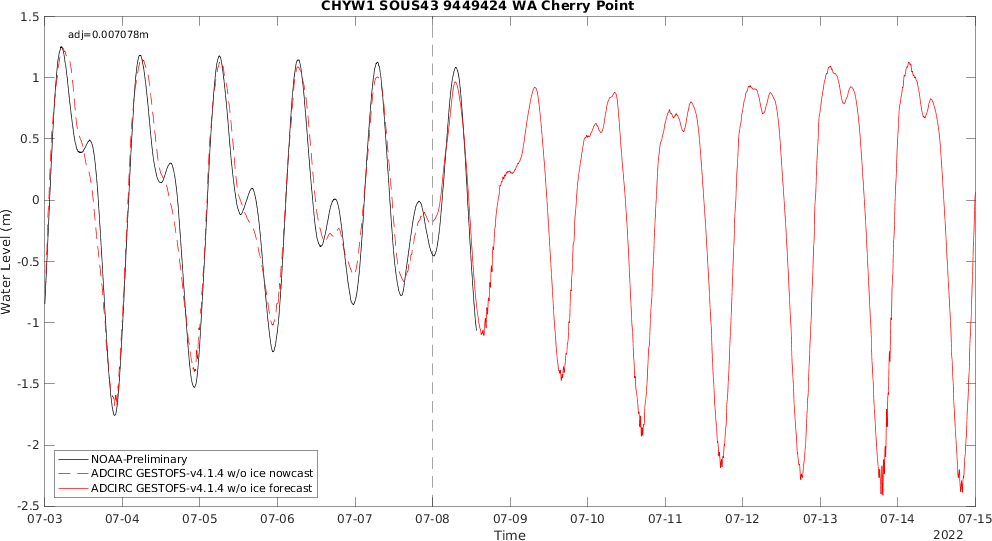 CHYW1 SOUS43 9449424 WA Cherry Point
adj=0.007078m
1.5
1
0.5
0
-0.5
-1
-1.5
-2
-2.5
Water Level (m)
NOAA-Preliminary
ADCIRC GESTOFS-v4.1.4 w/o ice nowcast
ADCIRC GESTOFS-v4.1.4 w/o ice forecast
07-03 07-04 07-05 07-06 07-07 07-08 07-09 07-10 07-11 07-12 07-13 07-14 07-15
Time
2022